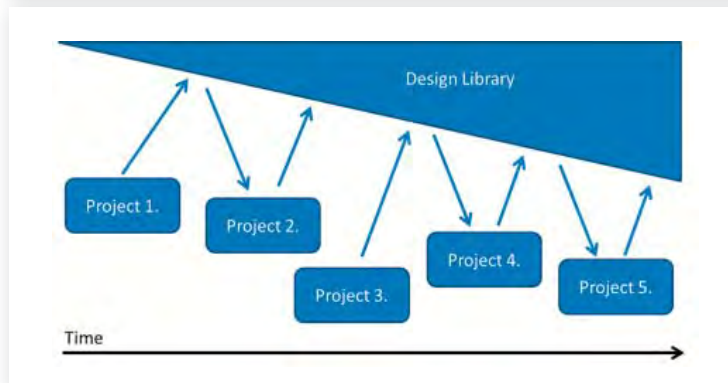 Design Library
Project 1.
Project 2.
Project 3.
Project 4.
Project 5.
Time